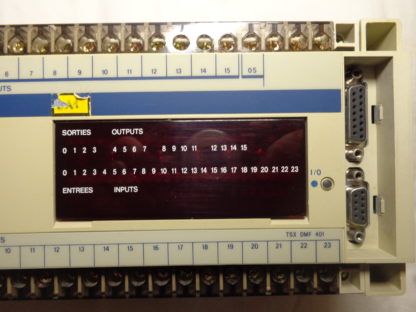 6 7 8 9 10 11 12 13 14 15 0S
UTS
SORTIES OUTPUTS
0 1 2 3 4 5 6 7 8 9 10 11 12 13 14 15
0 1 2 3 4 5 6 7 8 9 10 11 12 13 14 15 16 17 18 19 20 21 22 23
I/O
ENTREES INPUTS
TS
TSX DMF 401
10 11 12 13 14 15 16 17 18 19 20 21 22 23